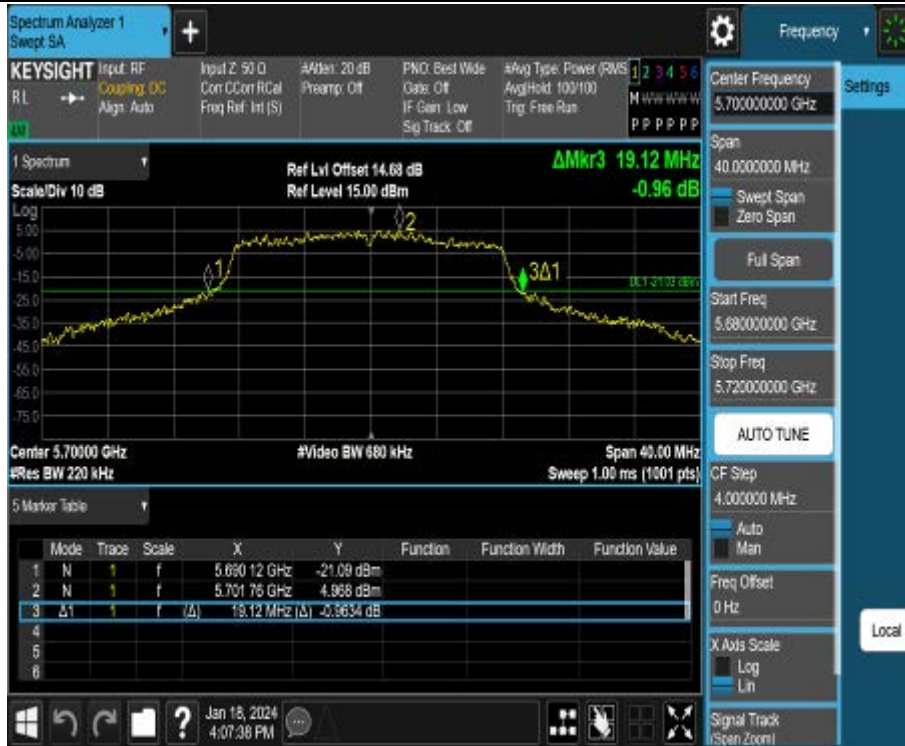 Spectrum Analyzer 1
Swept SA
+
Frequency
KEYSIGHT
RL
Input: RF
Coupling: DC
Align: Auto
Input Z: 50 Ω
Corr CCorr RCal
Freq Ref: Int (S)
#Atten: 20 dB
Preamp: Off
PNO: Best Wide
Gate: Off
IF Gain: Low
Sig Track: Off
#Avg Type: Power (RMS
Avg|Hold: 100/100
Trig: Free Run
1 2 3 4 5 6
M W W W W W
P P P P P P
1 Spectrum
Scale/Div 10 dB
Ref Lvl Offset 14.68 dB
Ref Level 15.00 dBm
ΔMkr3 19.12 MHz
-0.96 dB
Log
5.00
-5.00
-15.0
-25.0
-35.0
-45.0
-55.0
-65.0
-75.0
1
2
3Δ1
DL1 -21.03 dBm
Center 5.70000 GHz
#Video BW 680 kHz
Span 40.00 MHz
#Res BW 220 kHz
Sweep 1.00 ms (1001 pts)
5 Marker Table
Mode Trace Scale X Y Function Function Width Function Value
1 N 1 f 5.690 12 GHz -21.09 dBm
2 N 1 f 5.701 76 GHz 4.968 dBm
3 Δ1 1 f (Δ) 19.12 MHz (Δ) -0.9634 dB
4
5
6
Jan 18, 2024
4:07:38 PM
Center Frequency
5.700000000 GHz
Settings
Span
40.0000000 MHz
Swept Span
Zero Span
Full Span
Start Freq
5.680000000 GHz
Stop Freq
5.720000000 GHz
AUTO TUNE
CF Step
4.000000 MHz
Auto
Man
Freq Offset
0 Hz
X Axis Scale
Log
Lin
Local
Signal Track
(Span Zoom)